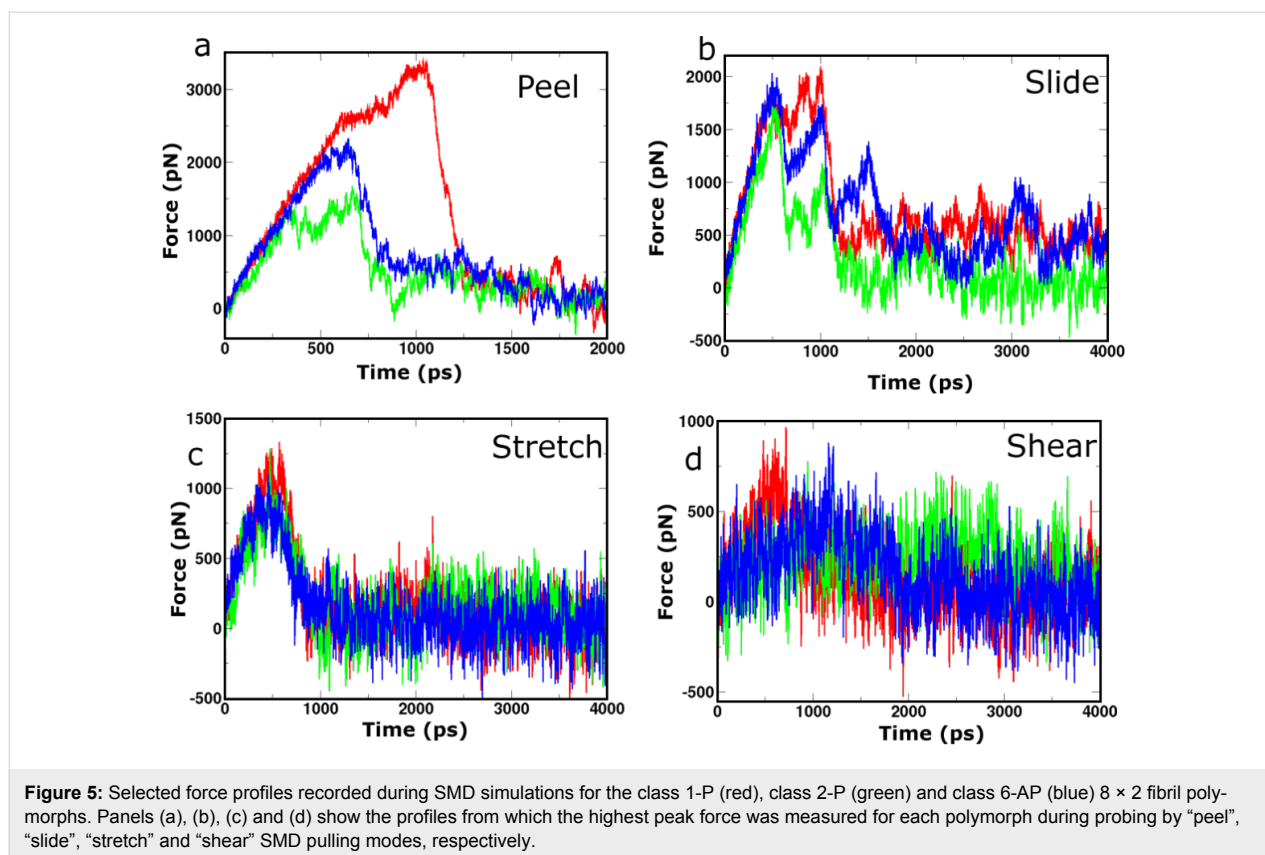 a
Peel
Force (pN)
3000
2000
1000
0
0 500 1000 1500 2000
Time (ps)
b
Slide
Force (pN)
2000
1500
1000
500
0
-500
0 1000 2000 3000 4000
Time (ps)
c
Stretch
Force (pN)
1500
1000
500
0
-500
0 1000 2000 3000 4000
Time (ps)
d
Shear
Force (pN)
1000
500
0
-500
0 1000 2000 3000 4000
Time (ps)
Figure 5: Selected force profiles recorded during SMD simulations for the class 1-P (red), class 2-P (green) and class 6-AP (blue) 8 × 2 fibril poly-
morphs. Panels (a), (b), (c) and (d) show the profiles from which the highest peak force was measured for each polymorph during probing by “peel”,
“slide”, “stretch” and “shear” SMD pulling modes, respectively.